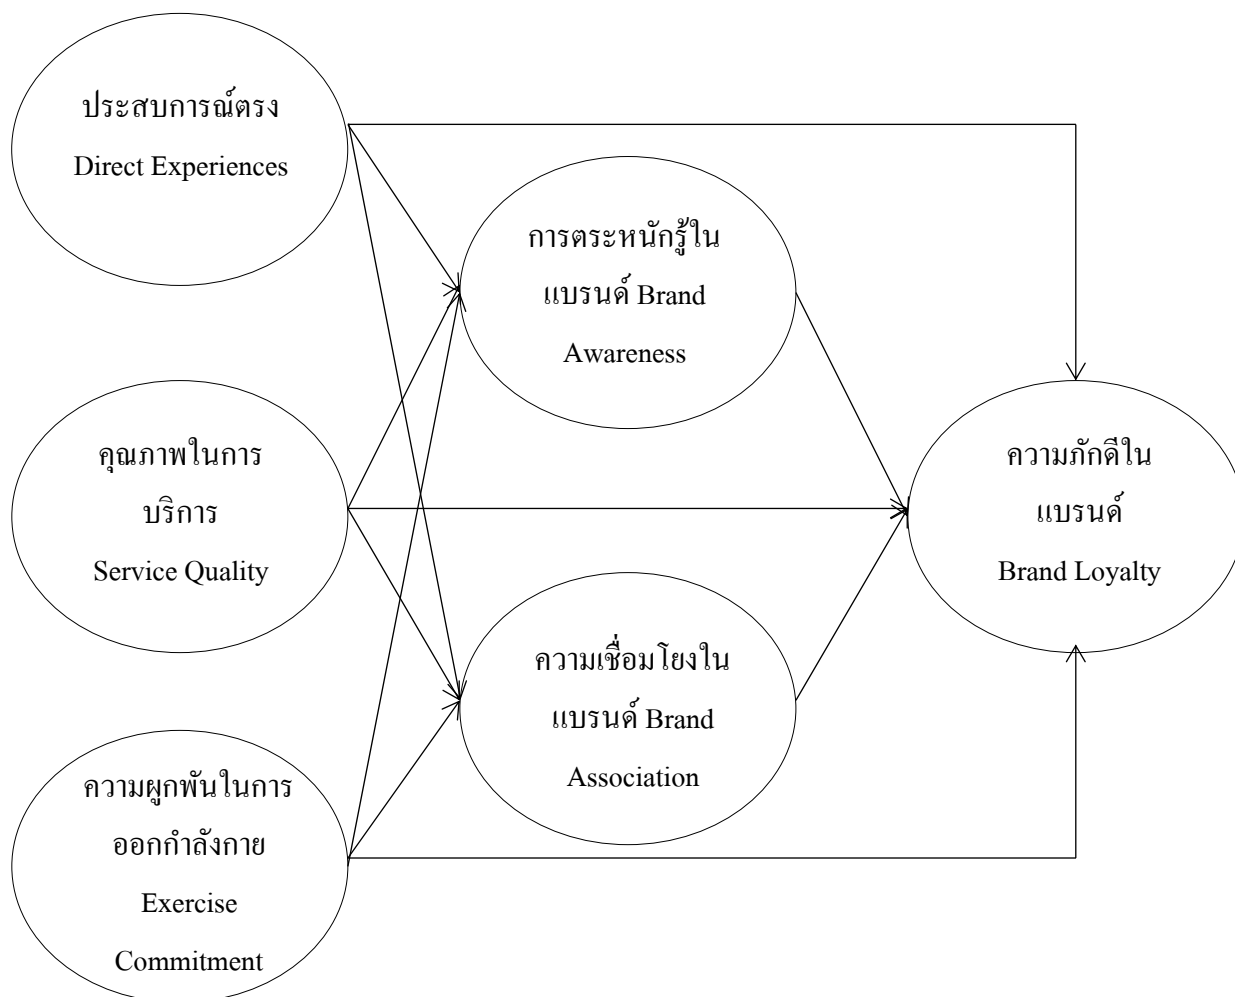 ประสบการณ์ตรง
Direct Experiences
การตระหนักรู้ใน
แบรนด์ Brand
Awareness
คุณภาพในการ
บริการ
Service Quality
ความภักดีใน
แบรนด์
Brand Loyalty
ความเชื่อมโยงใน
แบรนด์ Brand
Association
ความผูกพันในการ
ออกกำลังกาย
Exercise
Commitment